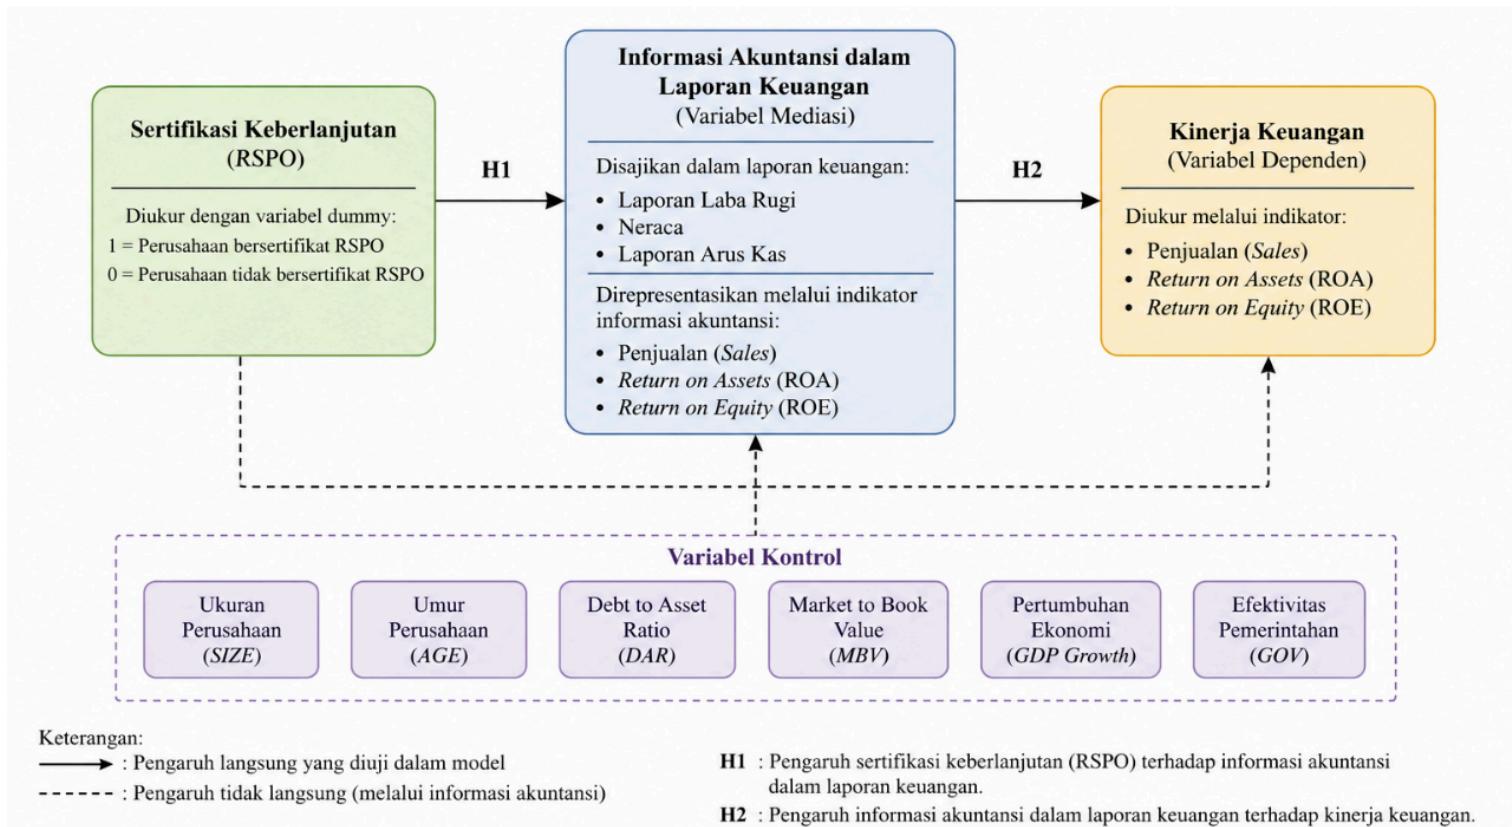 Sertifikasi Keberlanjutan
(RSPO)
Diukur dengan variabel dummy:
1 = Perusahaan bersertifikat RSPO
0 = Perusahaan tidak bersertifikat RSPO
H1
Informasi Akuntansi dalam
Laporan Keuangan
(Variabel Mediasi)
Disajikan dalam laporan keuangan:
• Laporan Laba Rugi
• Neraca
• Laporan Arus Kas
Direpresentasikan melalui indikator
informasi akuntansi:
• Penjualan (Sales)
• Return on Assets (ROA)
• Return on Equity (ROE)
H2
Kinerja Keuangan
(Variabel Dependen)
Diukur melalui indikator:
• Penjualan (Sales)
• Return on Assets (ROA)
• Return on Equity (ROE)
Variabel Kontrol
Ukuran
Perusahaan
(SIZE)
Umur
Perusahaan
(AGE)
Debt to Asset
Ratio
(DAR)
Market to Book
Value
(MBV)
Pertumbuhan
Ekonomi
(GDP Growth)
Efektivitas
Pemerintahan
(GOV)
Keterangan:
: Pengaruh langsung yang diuji dalam model
: Pengaruh tidak langsung (melalui informasi akuntansi)
H1 : Pengaruh sertifikasi keberlanjutan (RSPO) terhadap informasi akuntansi
dalam laporan keuangan.
H2 : Pengaruh informasi akuntansi dalam laporan keuangan terhadap kinerja keuangan.